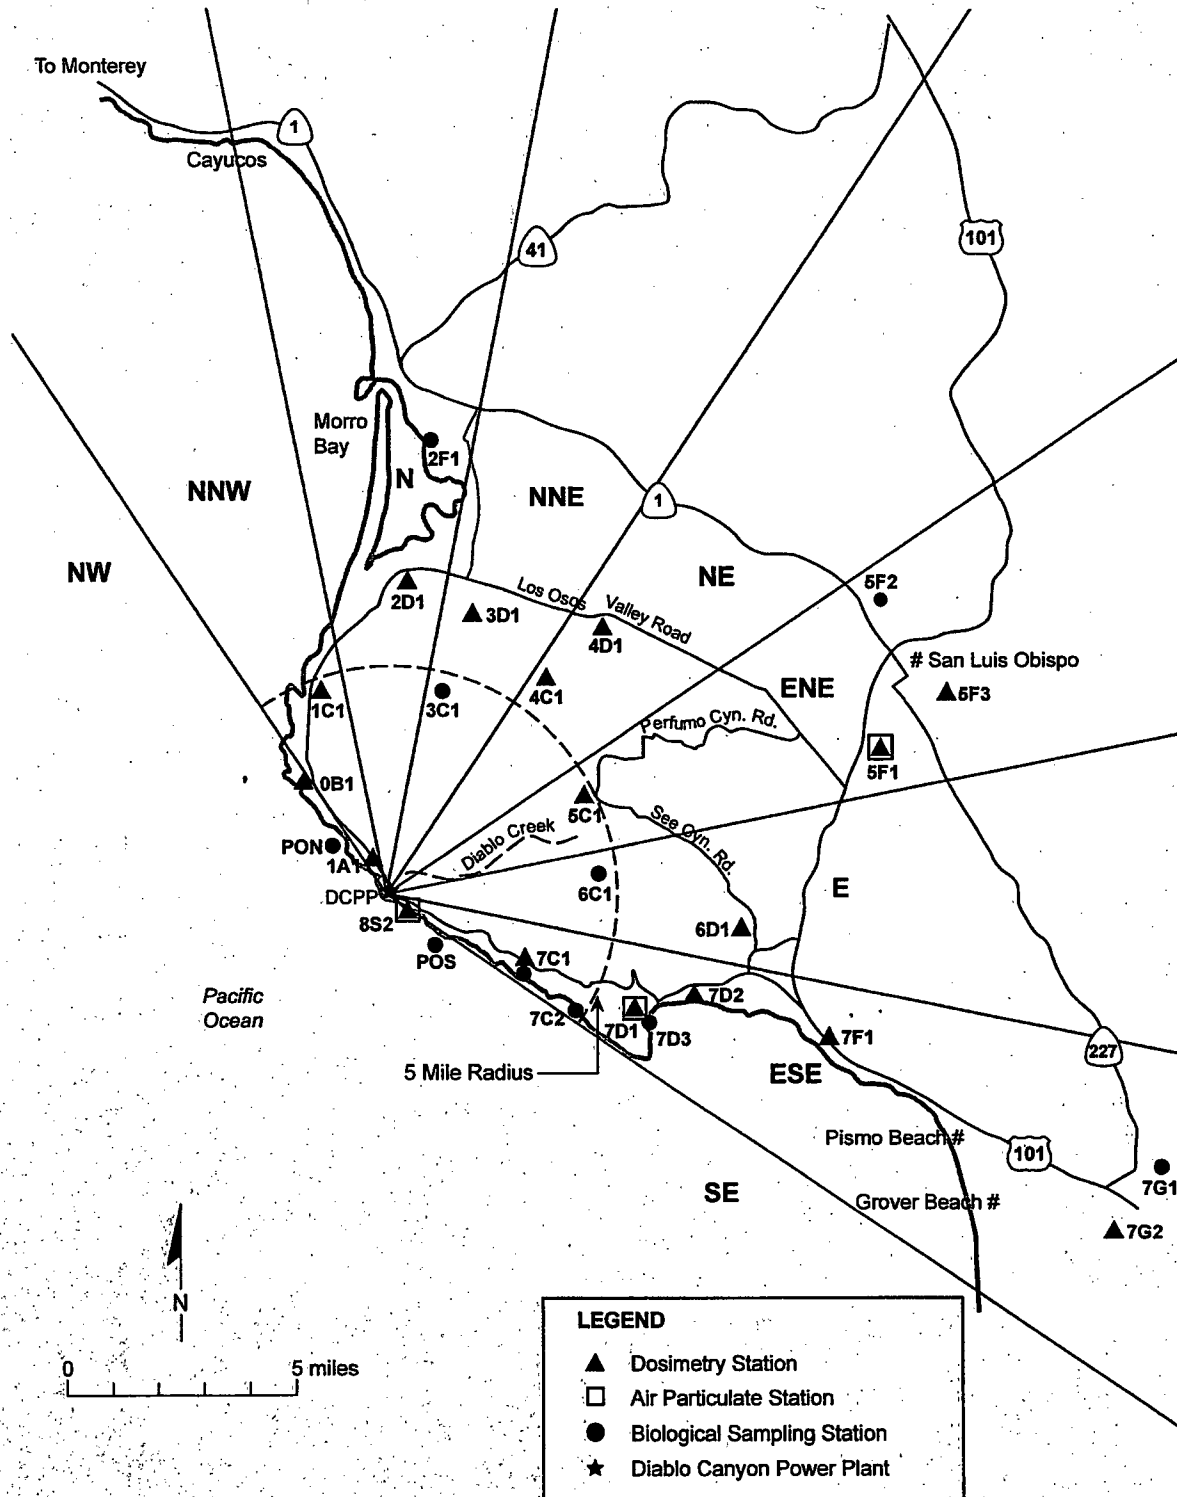 To Monterey
1
Cayucos
41
101
Morro
Bay
2F1
N
NNW
NNE
1
NW
NE
5F2
2D1
Los Osos Valley Road
3D1
4D1
# San Luis Obispo
ENE
5F3
1C1
3C1
4C1
Perfumo Cyn. Rd.
5F1
0B1
5C1
See Cyn. Rd.
Diablo Creek
PON
1A1
DCPP
6C1
E
8S2
6D1
POS
7C1
Pacific
Ocean
7D2
7C2
7D1
7D3
7F1
227
5 Mile Radius
ESE
Pismo Beach #
101
SE
7G1
Grover Beach #
7G2
N
0
5 miles
LEGEND
Dosimetry Station
Air Particulate Station
Biological Sampling Station
Diablo Canyon Power Plant